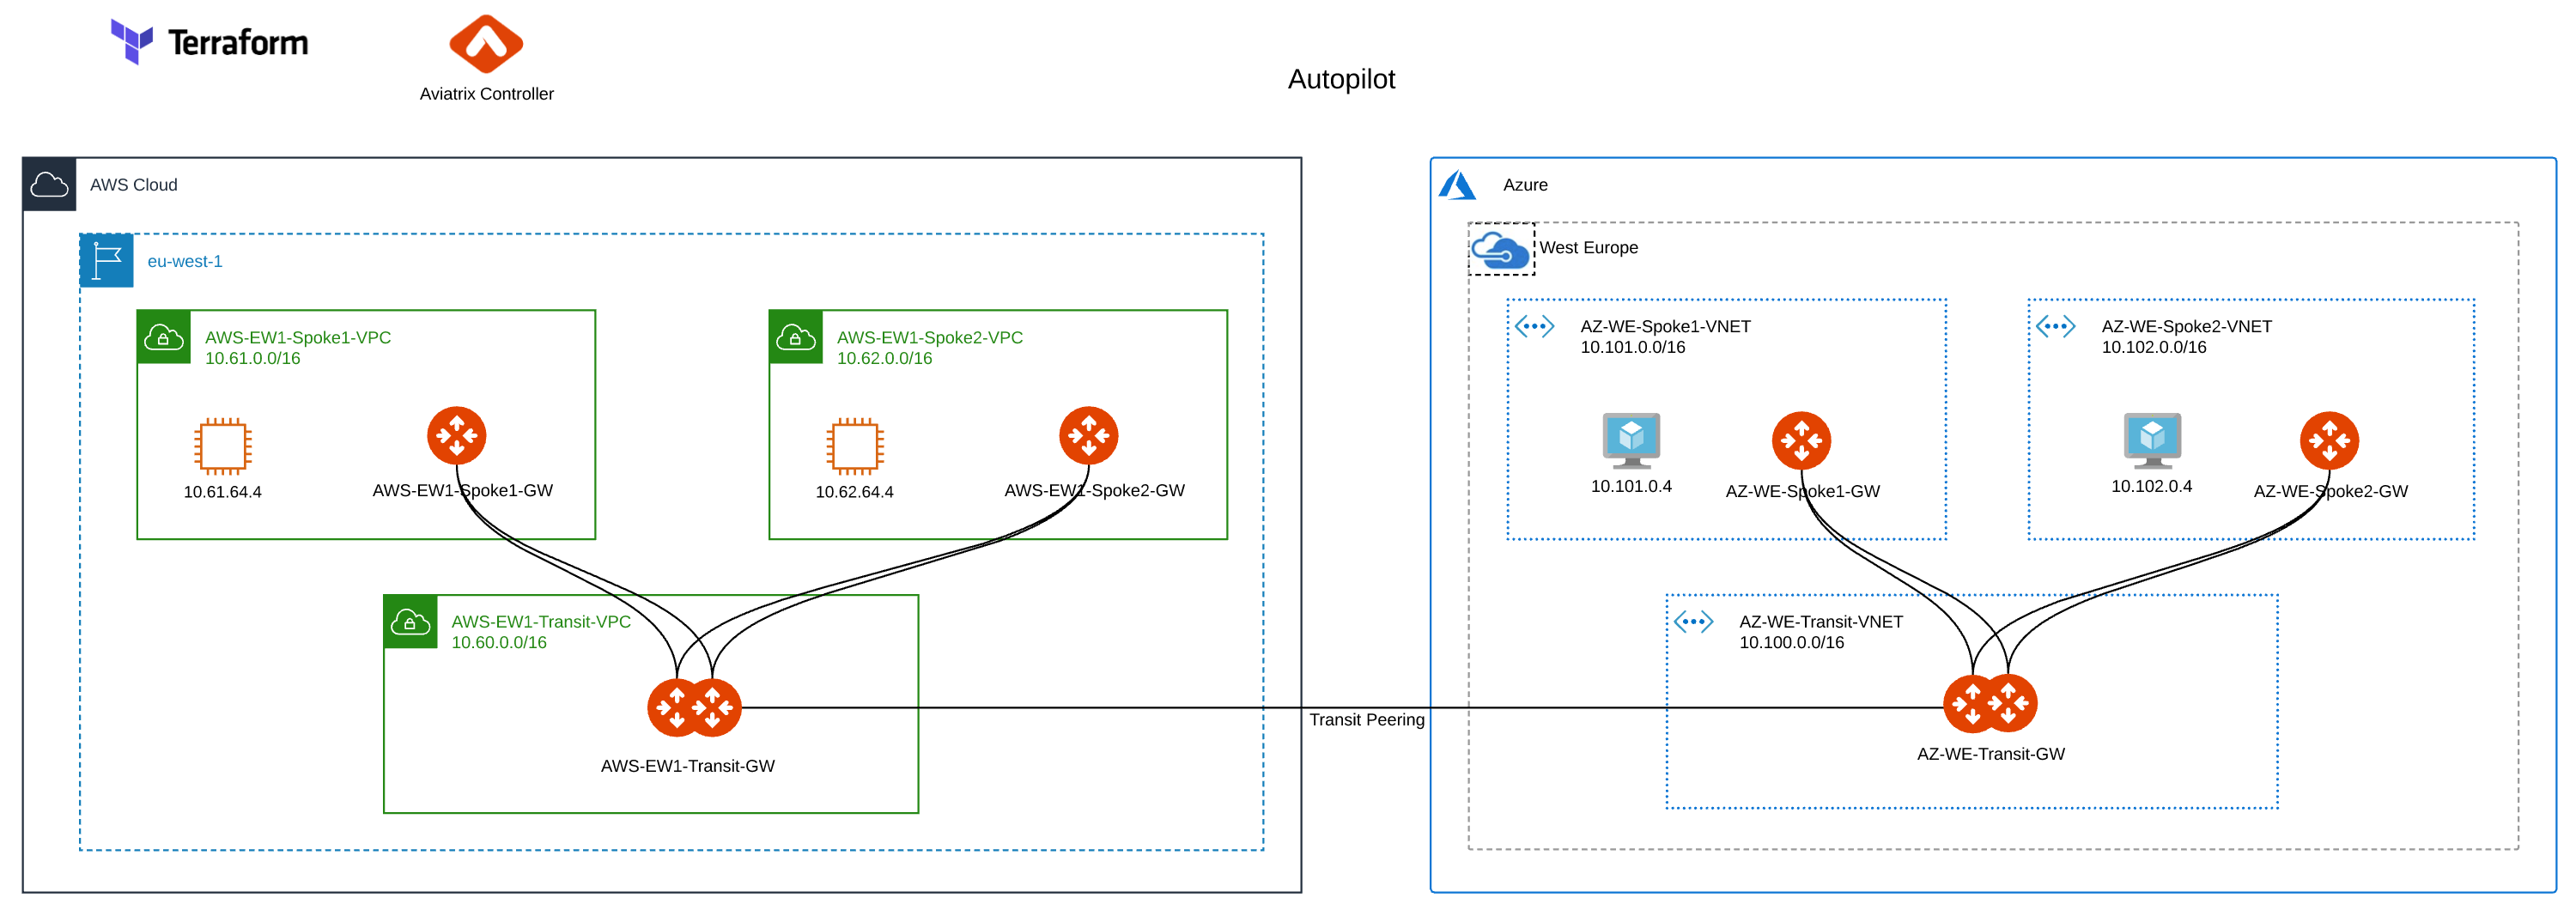 Terraform
Aviatrix Controller
Autopilot
AWS Cloud
eu-west-1
AWS-EW1-Spoke1-VPC
10.61.0.0/16
10.61.64.4
AWS-EW1-Spoke1-GW
AWS-EW1-Spoke2-VPC
10.62.0.0/16
10.62.64.4
AWS-EW1-Spoke2-GW
AWS-EW1-Transit-VPC
10.60.0.0/16
AWS-EW1-Transit-GW
Transit Peering
Azure
West Europe
AZ-WE-Spoke1-VNET
10.101.0.0/16
10.101.0.4
AZ-WE-Spoke1-GW
AZ-WE-Spoke2-VNET
10.102.0.0/16
10.102.0.4
AZ-WE-Spoke2-GW
AZ-WE-Transit-VNET
10.100.0.0/16
AZ-WE-Transit-GW